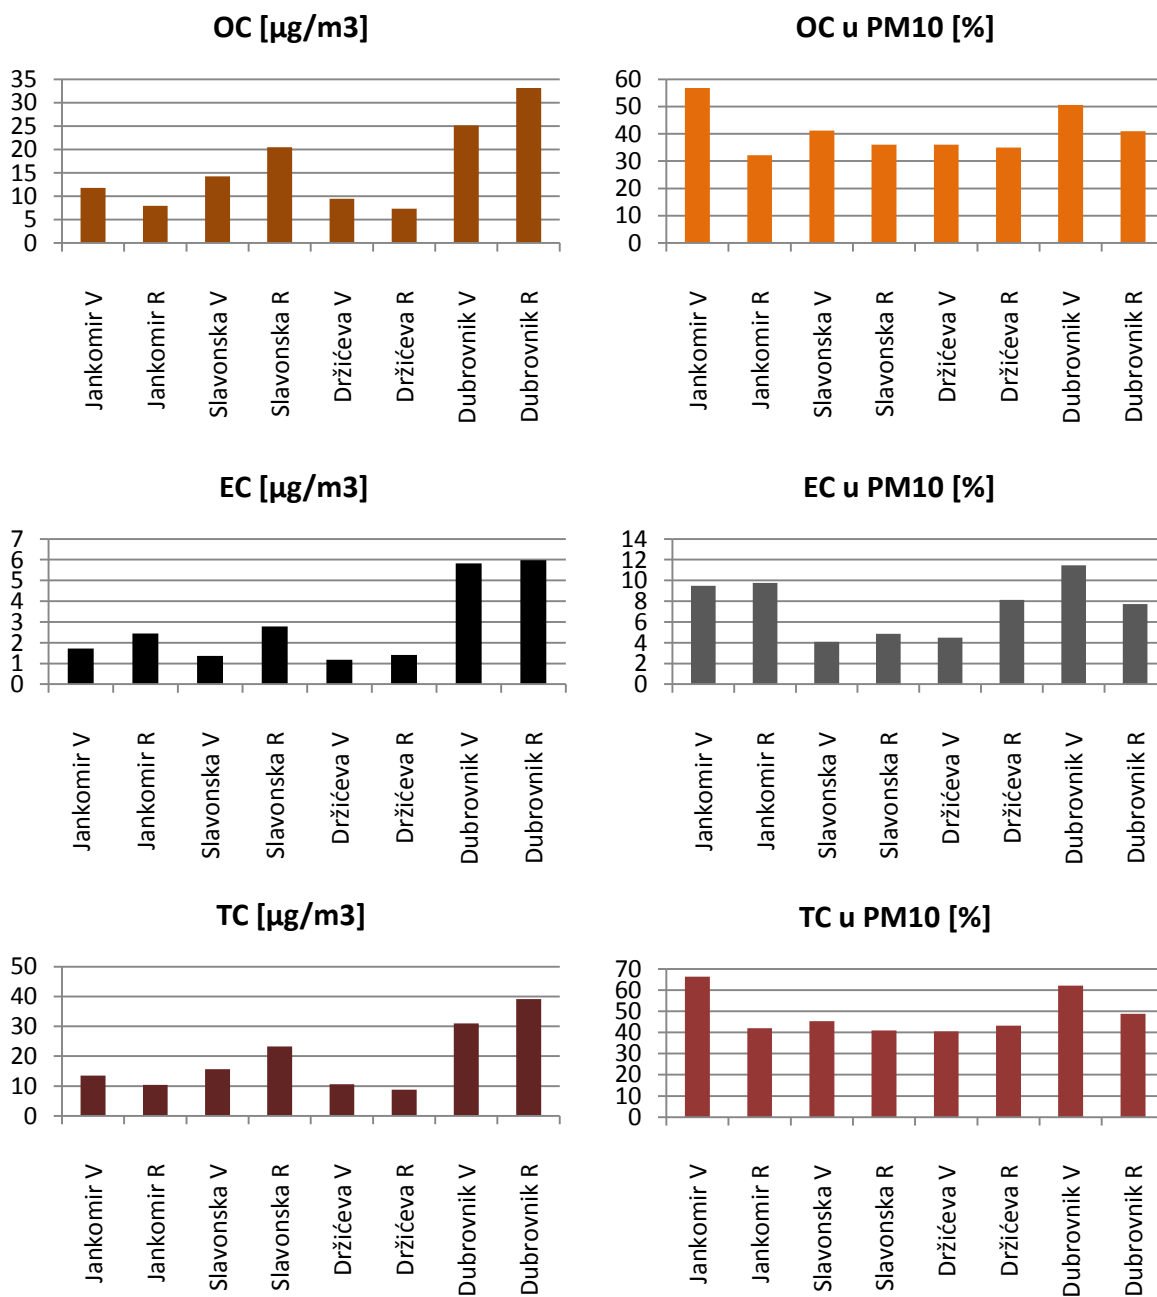 OC [µg/m3]
35
30
25
20
15
10
5
0
Jankomir V
Jankomir R
Slavonska V
Slavonska R
Držićeva V
Držićeva R
Dubrovnik V
Dubrovnik R
OC u PM10 [%]
60
50
40
30
20
10
0
Jankomir V
Jankomir R
Slavonska V
Slavonska R
Držićeva V
Držićeva R
Dubrovnik V
Dubrovnik R
EC [µg/m3]
7
6
5
4
3
2
1
0
Jankomir V
Jankomir R
Slavonska V
Slavonska R
Držićeva V
Držićeva R
Dubrovnik V
Dubrovnik R
EC u PM10 [%]
14
12
10
8
6
4
2
0
Jankomir V
Jankomir R
Slavonska V
Slavonska R
Držićeva V
Držićeva R
Dubrovnik V
Dubrovnik R
TC [µg/m3]
50
40
30
20
10
0
Jankomir V
Jankomir R
Slavonska V
Slavonska R
Držićeva V
Držićeva R
Dubrovnik V
Dubrovnik R
TC u PM10 [%]
70
60
50
40
30
20
10
0
Jankomir V
Jankomir R
Slavonska V
Slavonska R
Držićeva V
Držićeva R
Dubrovnik V
Dubrovnik R